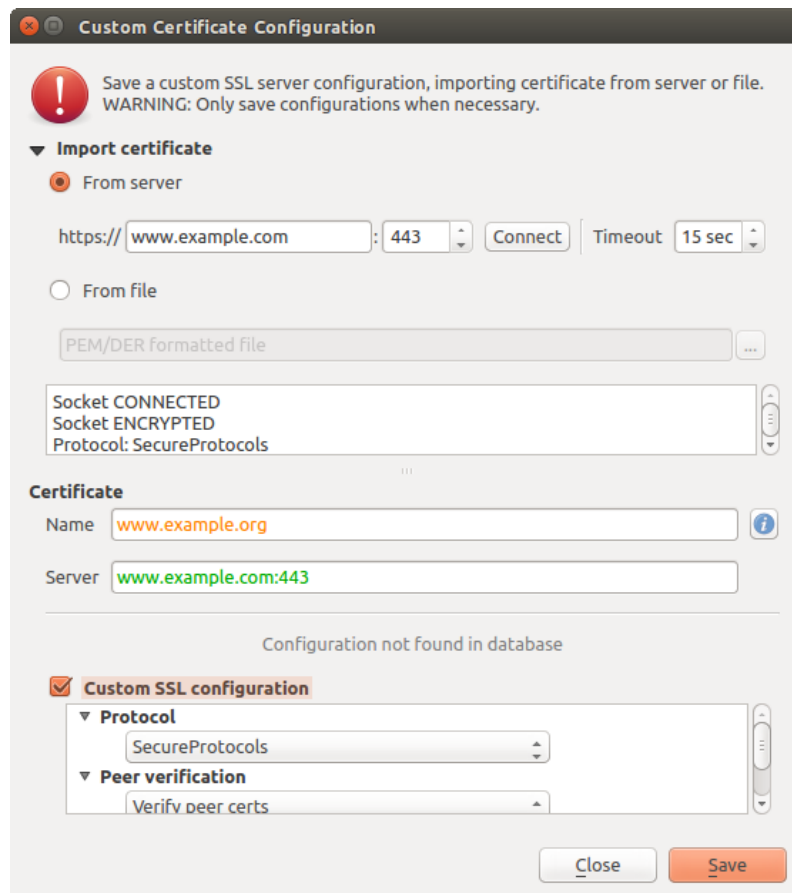 Custom Certificate Configuration
Save a custom SSL server configuration, importing certificate from server or file.
WARNING: Only save configurations when necessary.
Import certificate
From server
https:// www.example.com : 443 Connect Timeout 15 sec
From file
PEM/DER formatted file ...
Socket CONNECTED
Socket ENCRYPTED
Protocol: SecureProtocols
Certificate
Name www.example.org
Server www.example.com:443
Configuration not found in database
Custom SSL configuration
Protocol
SecureProtocols
Peer verification
Verify peer certs
Close Save